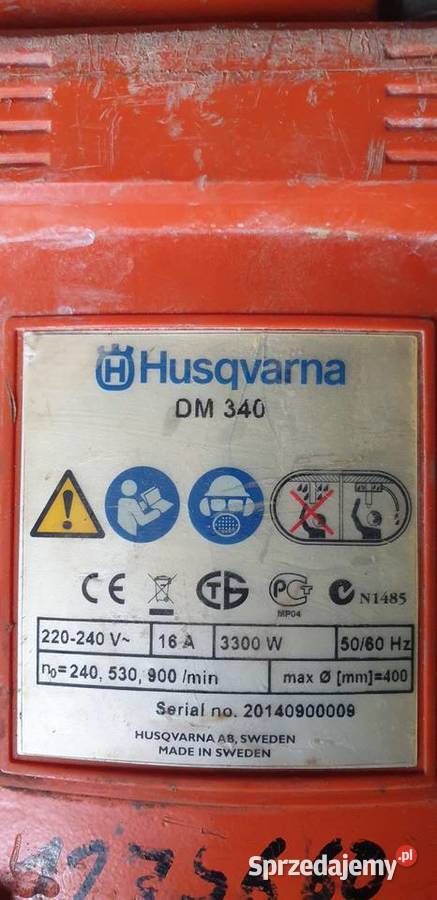 Husqvarna
DM 340
CE
MP04
N1485
220-240 V~ 16 A 3300 W 50/60 Hz
n₀=240, 530, 900 /min max Ø [mm]=400
Serial no. 20140900009
HUSQVARNA AB, SWEDEN
MADE IN SWEDEN
Sprzedajemy.pl